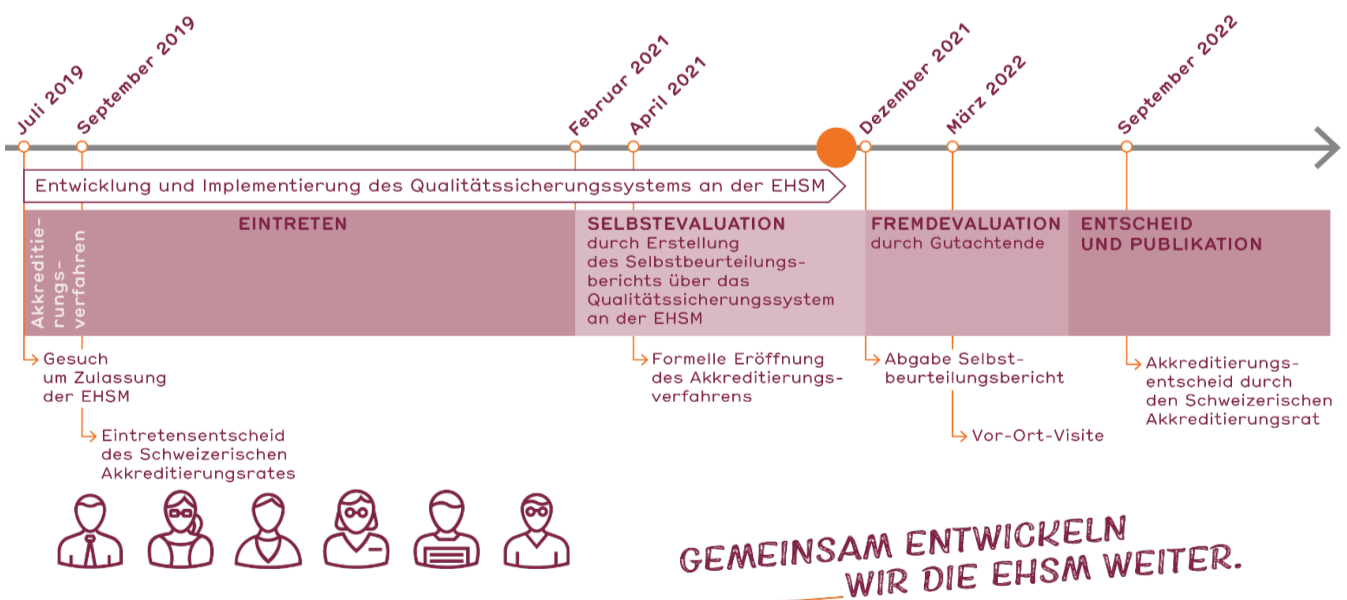 Juli 2019
September 2019
Februar 2021
April 2021
Dezember 2021
März 2022
September 2022
Entwicklung und Implementierung des Qualitätssicherungssystems an der EHSM
Akkreditie-
rungs-
verfahren
EINTRETEN
SELBSTEVALUATION
durch Erstellung
des Selbstbeurteilungs-
berichts über das
Qualitätssicherungssystem
an der EHSM
FREMDEVALUATION
durch Gutachtende
ENTSCHEID
UND PUBLIKATION
Gesuch
um Zulassung
der EHSM
Eintretensentscheid
des Schweizerischen
Akkreditierungsrates
Formelle Eröffnung
des Akkreditierungs-
verfahrens
Abgabe Selbst-
beurteilungsbericht
Vor-Ort-Visite
Akkreditierungs-
entscheid durch
den Schweizerischen
Akkreditierungsrat
GEMEINSAM ENTWICKELN
WIR DIE EHSM WEITER.